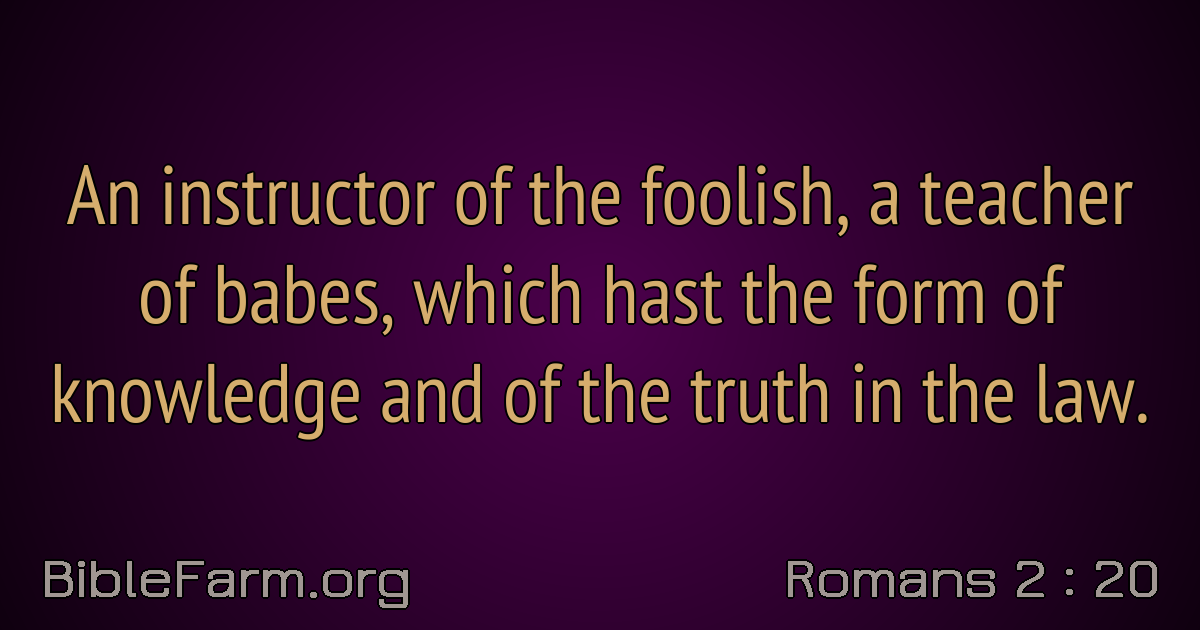 An instructor of the foolish, a teacher
of babes, which hast the form of
knowledge and of the truth in the law.
BibleFarm.org
Romans 2 : 20